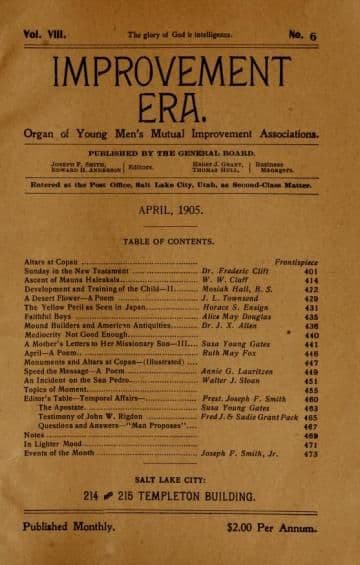 Vol. VIII. The glory of God is intelligence. No. 6
IMPROVEMENT
ERA.
Organ of Young Men's Mutual Improvement Associations.
PUBLISHED BY THE GENERAL BOARD.
JOSEPH F. SMITH, EDWARD H. ANDERSON } Editors. HEBER J. GRANT, THOMAS HULL, } Business Managers.
Entered at the Post Office, Salt Lake City, Utah, as Second-Class Matter.
APRIL, 1905.
TABLE OF CONTENTS.
Altars at Copan Frontispiece
Sunday in the New Testament Dr. Frederic Clift 401
Ascent of Mauna Haleakala W. W. Cluff 414
Development and Training of the Child—II Mosiah Hall, B. S. 422
A Desert Flower—A Poem J. L. Townsend 429
The Yellow Peril as Seen in Japan Horace S. Ensign 431
Faithful Boys Alice May Douglas 435
Mound Builders and American Antiquities Dr. J. X. Allen 436
Mediocrity Not Good Enough 440
A Mother's Letters to Her Missionary Son—III Susa Young Gates 441
April—A Poem Ruth May Fox 446
Monuments and Altars at Copan—(Illustrated) 447
Speed the Message—A Poem Annie G. Lauritzen 449
An Incident on the San Pedro Walter J. Sloan 451
Topics of Moment 455
Editor's Table—Temporal Affairs— Prest. Joseph F. Smith 460
The Apostate Susa Young Gates 463
Testimony of John W. Rigdon Fred J. & Sadie Grant Pack 465
Questions and Answers—"Man Proposes" 467
Notes 469
In Lighter Mood 471
Events of the Month Joseph F. Smith, Jr. 473
SALT LAKE CITY:
214 215 TEMPLETON BUILDING.
Published Monthly. $2.00 Per Annum.